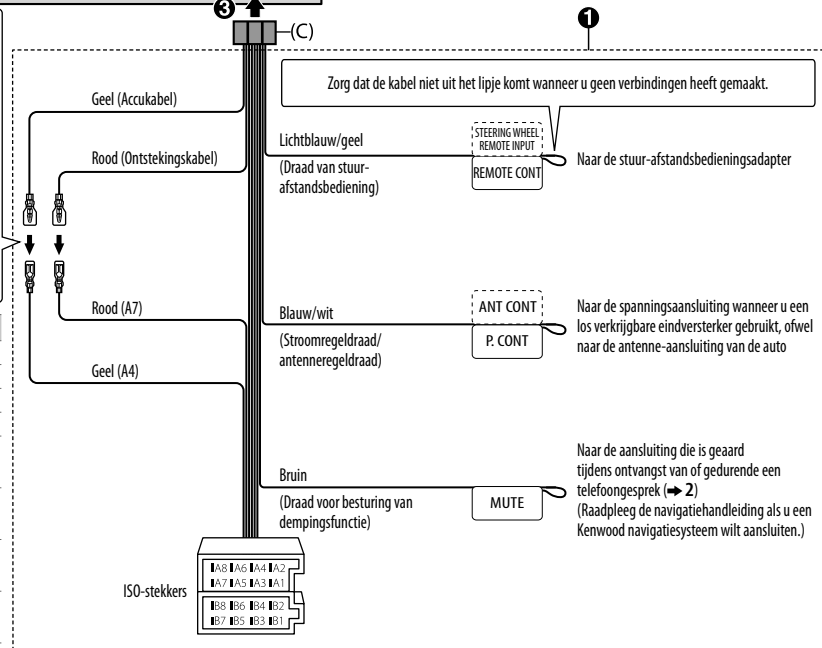 ❸
(C)
❶
Zorg dat de kabel niet uit het lipje komt wanneer u geen verbindingen heeft gemaakt.
Geel (Accukabel)
Rood (Ontstekingskabel)
Lichtblauw/geel
(Draad van stuur-
afstandsbediening)
STEERING WHEEL
REMOTE INPUT
REMOTE CONT
Naar de stuur-afstandsbedieningsadapter
Rood (A7)
Geel (A4)
Blauw/wit
(Stroomregeldraad/
antenneregeldraad)
ANT CONT
P. CONT
Naar de spanningsaansluiting wanneer u een
los verkrijgbare eindversterker gebruikt, ofwel
naar de antenne-aansluiting van de auto
Bruin
(Draad voor besturing van
dempingsfunctie)
MUTE
Naar de aansluiting die is geaard
tijdens ontvangst van of gedurende een
telefoongesprek (➡ 2)
(Raadpleeg de navigatiehandleiding als u een
Kenwood navigatiesysteem wilt aansluiten.)
ISO-stekkers
A8 A6 A4 A2
A7 A5 A3 A1
B8 B6 B4 B2
B7 B5 B3 B1